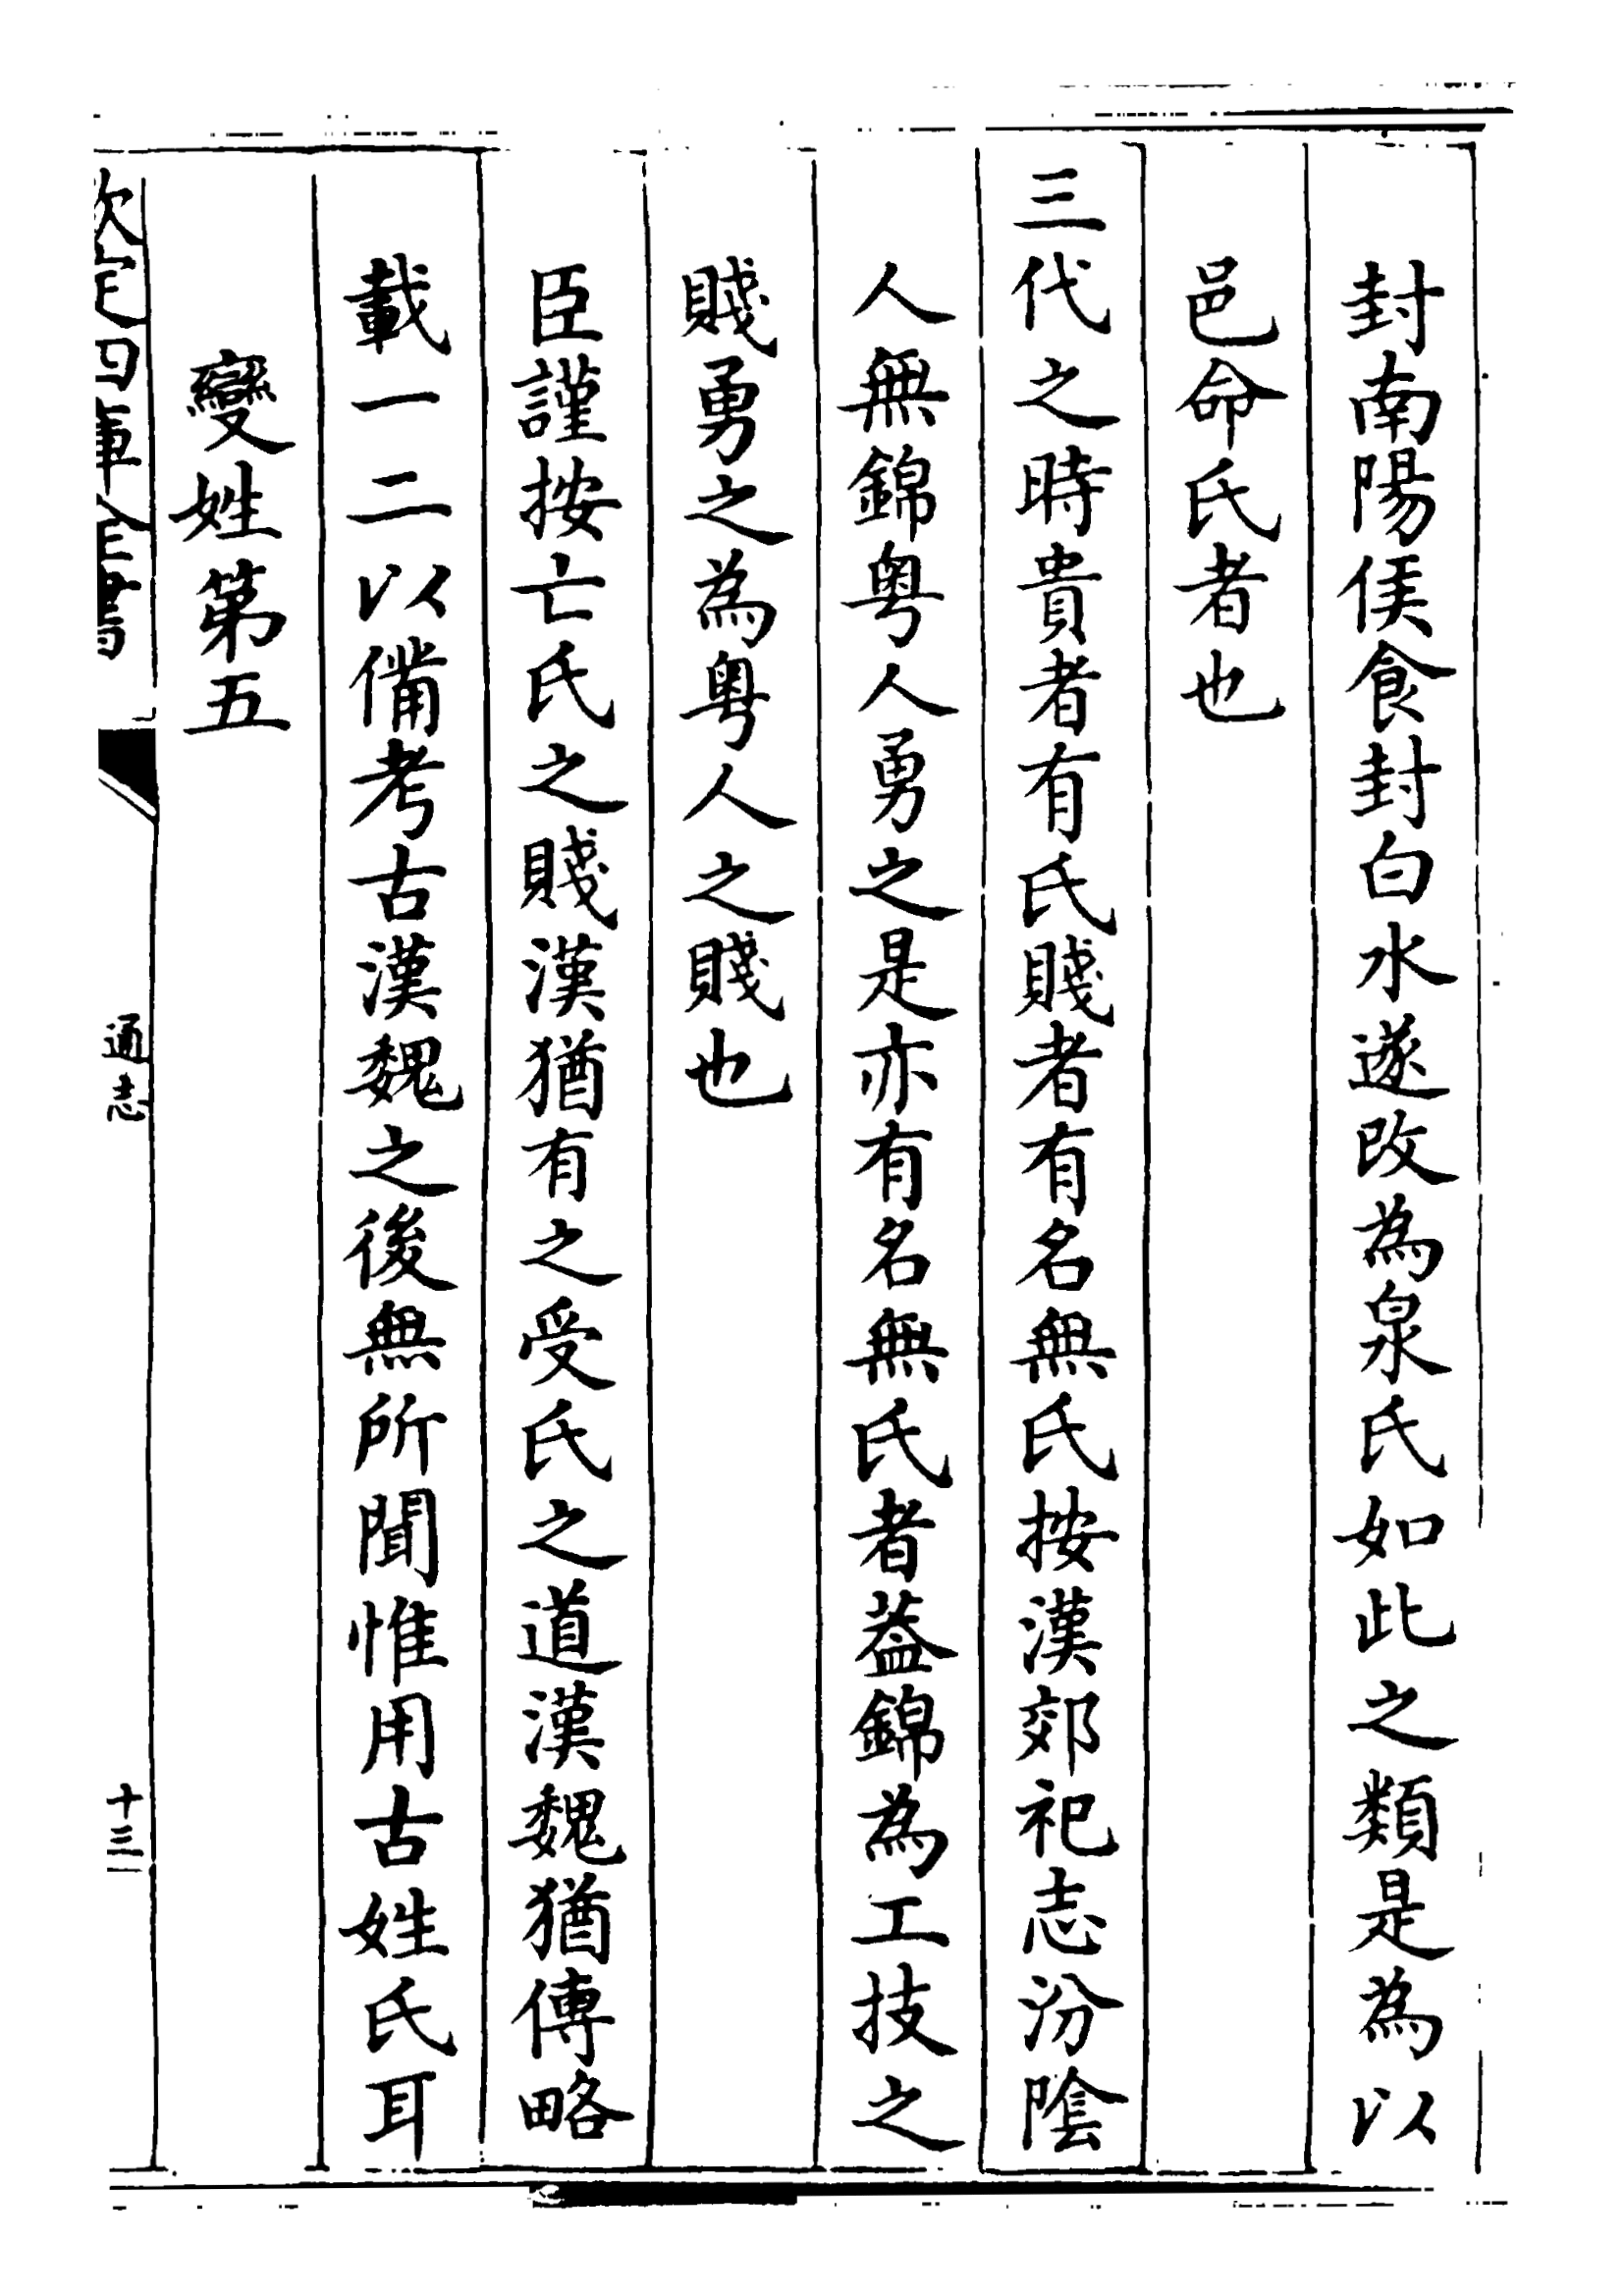 封南陽侯食封白水遂改為泉氏如此之類是為以
邑命氏者也
三代之時貴者有氏賤者有名無氏按漢郊祀志汾陰
人無錦粤人勇之是亦有名無氏者葢錦為工技之
賤勇之為粤人之賤也
臣謹按亡氏之賤漢猶有之受氏之道漢魏猶傳略
載一二以備考古漢魏之後無所聞惟用古姓氏耳
變姓第五
欽定四庫全書
通志
十三